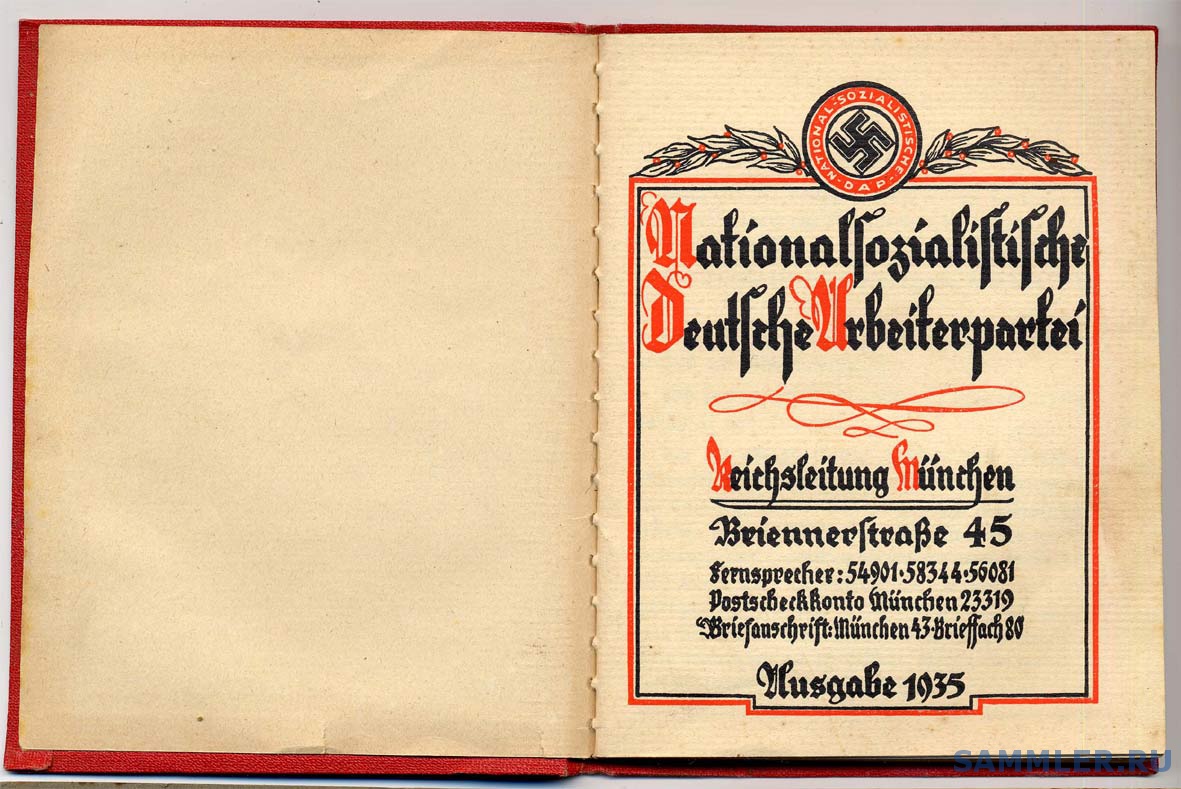 NATIONAL-SOZIALISTISCHE-
D·A·P
Nationalsozialistische
Deutsche Arbeiterpartei
Reichsleitung München
Briennerstraße 45
Fernsprecher: 54901·58344·56081
Postscheckkonto München 23319
Briefanschrift: München 43·Brieffach 80
Ausgabe 1935
SAMMLER.RU